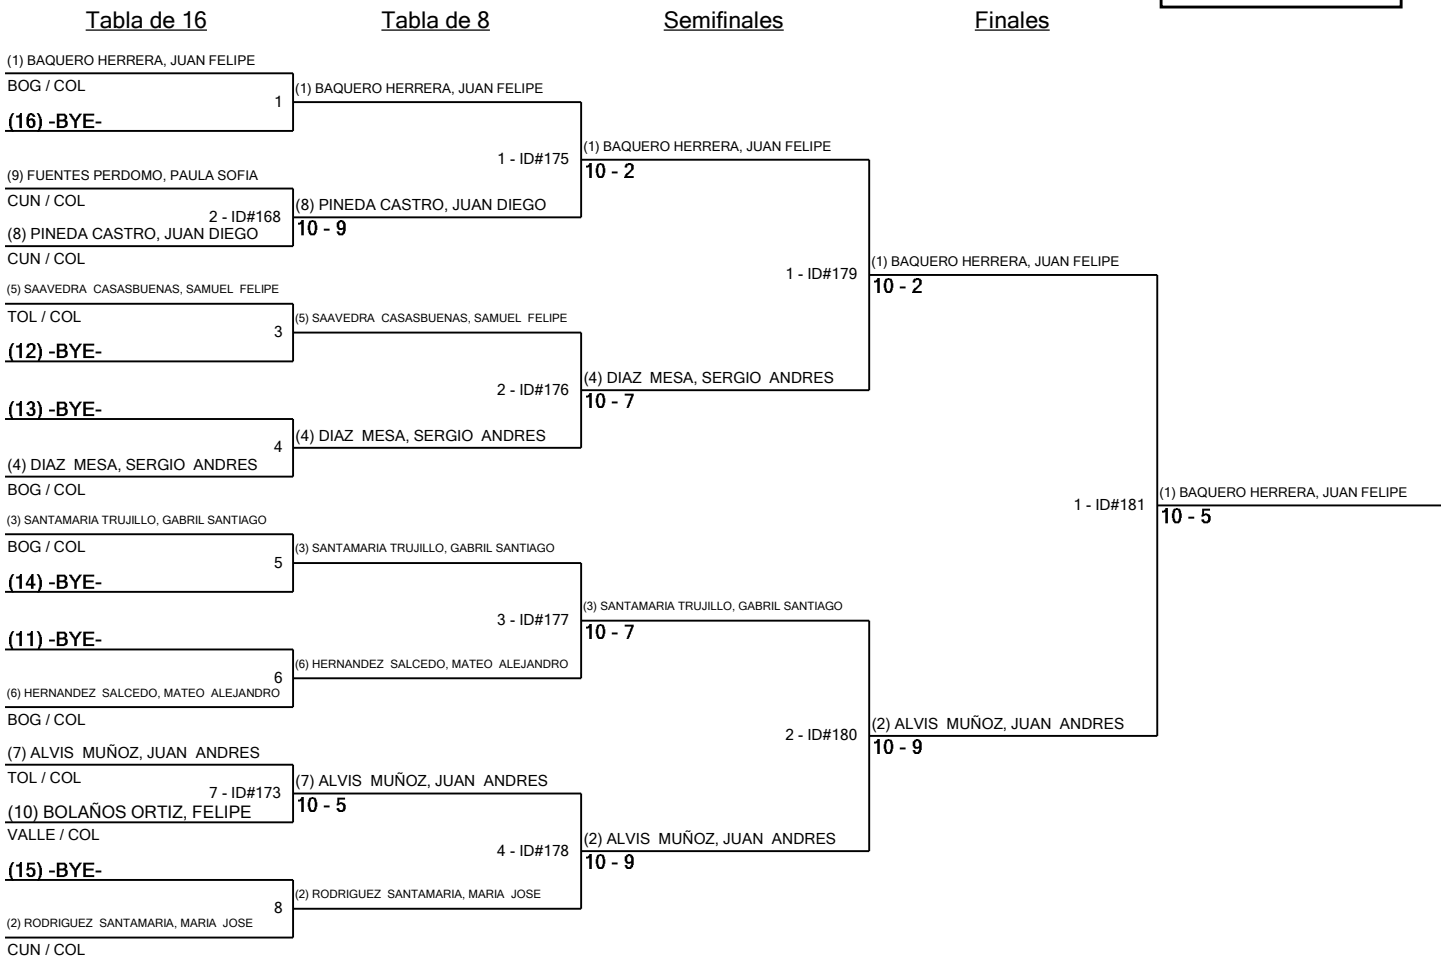 Tabla de 16
Tabla de 8
Semifinales
Finales
(1) BAQUERO HERRERA, JUAN FELIPE
BOG / COL
1
(16) -BYE-
(9) FUENTES PERDOMO, PAULA SOFIA
CUN / COL
2 - ID#168
(8) PINEDA CASTRO, JUAN DIEGO
CUN / COL
(5) SAAVEDRA CASASBUENAS, SAMUEL FELIPE
TOL / COL
3
(12) -BYE-
(13) -BYE-
4
(4) DIAZ MESA, SERGIO ANDRES
BOG / COL
(3) SANTAMARIA TRUJILLO, GABRIL SANTIAGO
BOG / COL
5
(14) -BYE-
(11) -BYE-
6
(6) HERNANDEZ SALCEDO, MATEO ALEJANDRO
BOG / COL
(7) ALVIS MUÑOZ, JUAN ANDRES
TOL / COL
7 - ID#173
(10) BOLAÑOS ORTIZ, FELIPE
VALLE / COL
(15) -BYE-
8
(2) RODRIGUEZ SANTAMARIA, MARIA JOSE
CUN / COL
(1) BAQUERO HERRERA, JUAN FELIPE
1 - ID#175
(8) PINEDA CASTRO, JUAN DIEGO
10 - 9
(5) SAAVEDRA CASASBUENAS, SAMUEL FELIPE
2 - ID#176
(4) DIAZ MESA, SERGIO ANDRES
(3) SANTAMARIA TRUJILLO, GABRIL SANTIAGO
3 - ID#177
(6) HERNANDEZ SALCEDO, MATEO ALEJANDRO
(7) ALVIS MUÑOZ, JUAN ANDRES
10 - 5
4 - ID#178
(2) RODRIGUEZ SANTAMARIA, MARIA JOSE
(1) BAQUERO HERRERA, JUAN FELIPE
10 - 2
1 - ID#179
(4) DIAZ MESA, SERGIO ANDRES
10 - 7
(3) SANTAMARIA TRUJILLO, GABRIL SANTIAGO
10 - 7
2 - ID#180
(2) ALVIS MUÑOZ, JUAN ANDRES
10 - 9
(1) BAQUERO HERRERA, JUAN FELIPE
10 - 2
1 - ID#181
(2) ALVIS MUÑOZ, JUAN ANDRES
10 - 9
(1) BAQUERO HERRERA, JUAN FELIPE
10 - 5